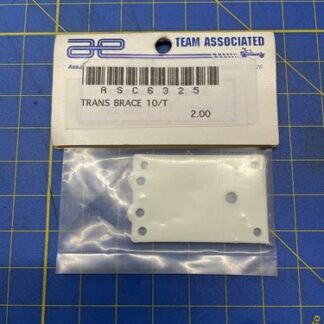 ae TEAM ASSOCIATED
ASC6325
TRANS BRACE 10/T
2.00